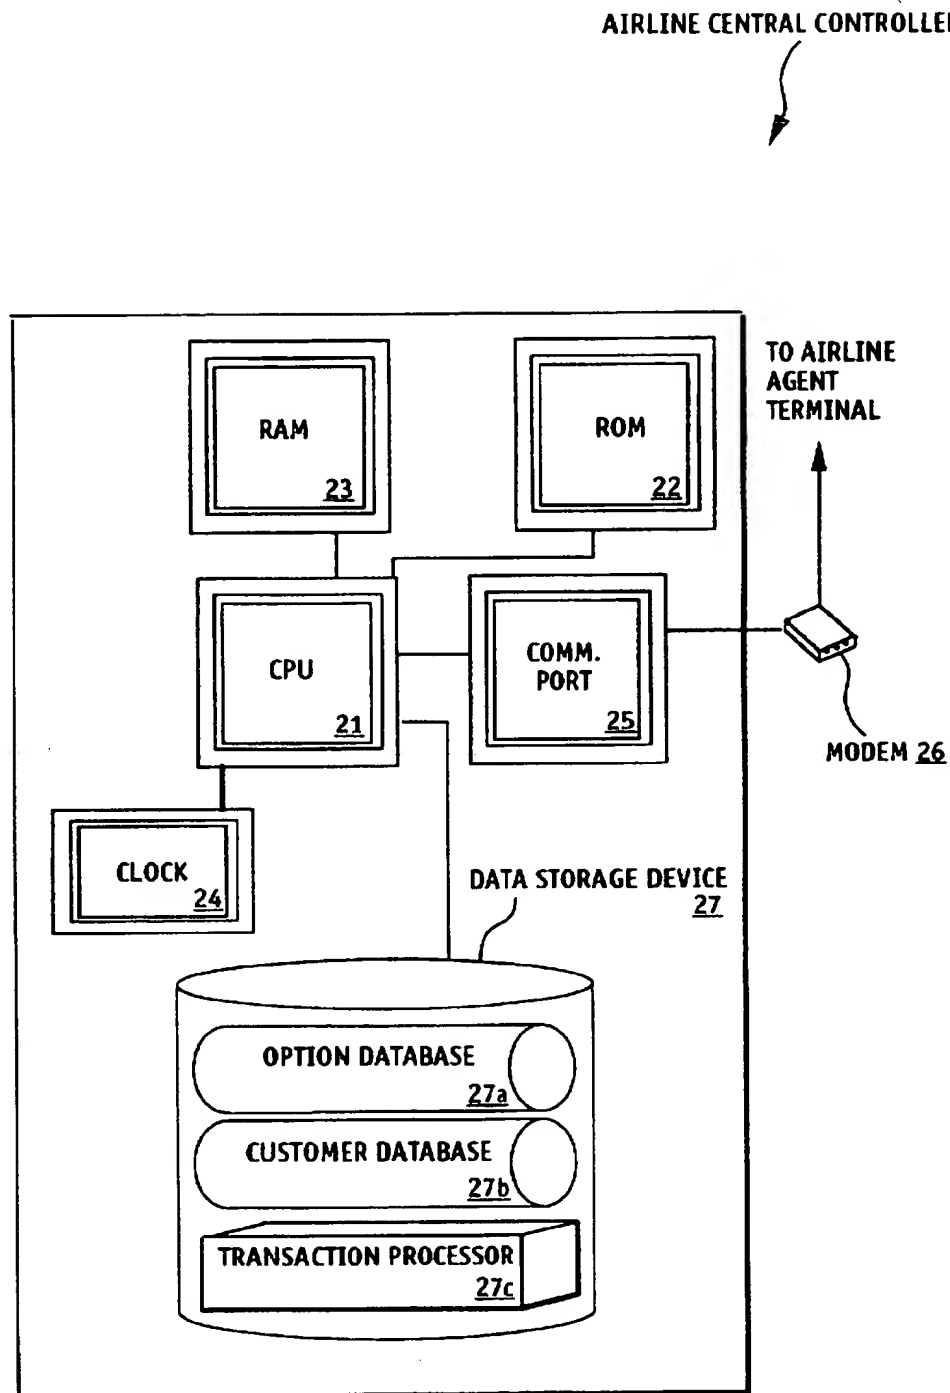 AIRLINE CENTRAL
TO AIRLINE
AGENT
TERMINAL
RAM
23
ROM
22
CPU
21
COMM.
PORT
25
MODEM 26
CLOCK
24
DATA STORAGE DEVICE
27
OPTION DATABASE
27a
CUSTOMER DATABASE
27b
TRANSACTION PROCESSOR
27c